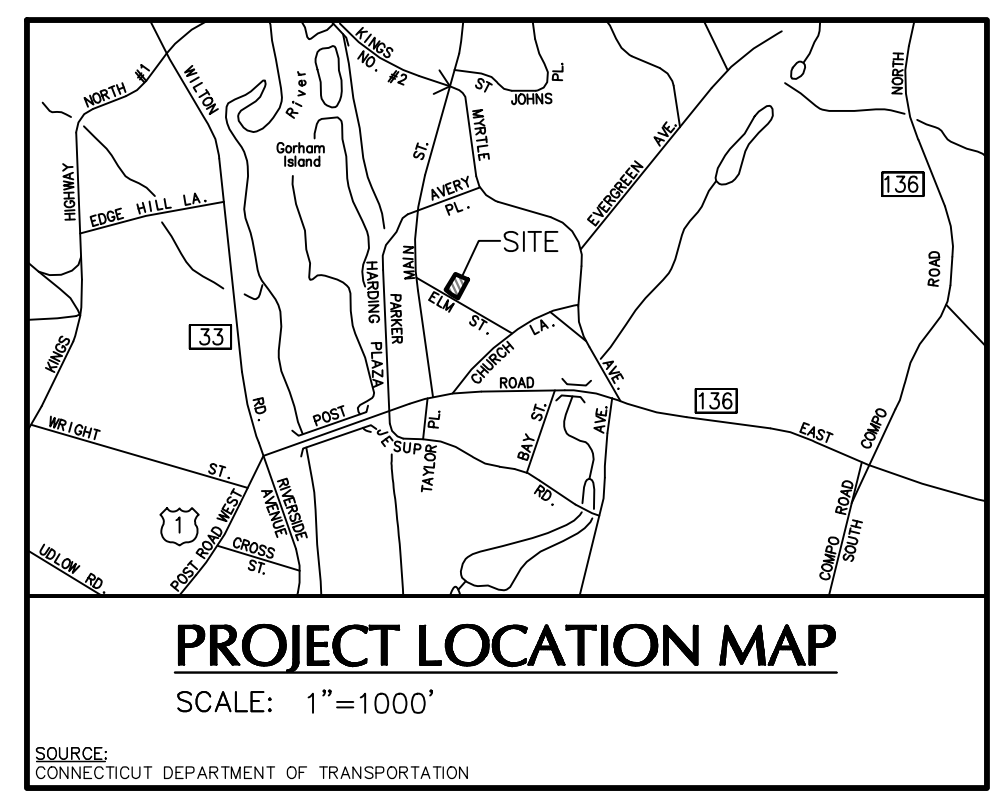 KINGS
NO. #2
ST
JOHNS
PL.
NORTH
NORTH #1
WILTON
River
Gorham
Island
ST.
MYRTLE
EVERGREEN AVE.
136
HIGHWAY
EDGE HILL LA.
AVERY
PL.
SITE
MAIN
HARDING PLAZA
PARKER
ELM ST.
ROAD
33
KINGS
CHURCH LA.
AVE.
ROAD
136
RD.
POST
PL.
BAY ST.
AVE.
EAST
COMPO
WRIGHT
ST.
JESUP
TAYLOR
RD.
RIVERSIDE
AVENUE
1
POST ROAD WEST
CROSS
ST.
UDLOW RD.
COMPO ROAD
SOUTH
PROJECT LOCATION MAP
SCALE: 1"=1000'
SOURCE:
CONNECTICUT DEPARTMENT OF TRANSPORTATION